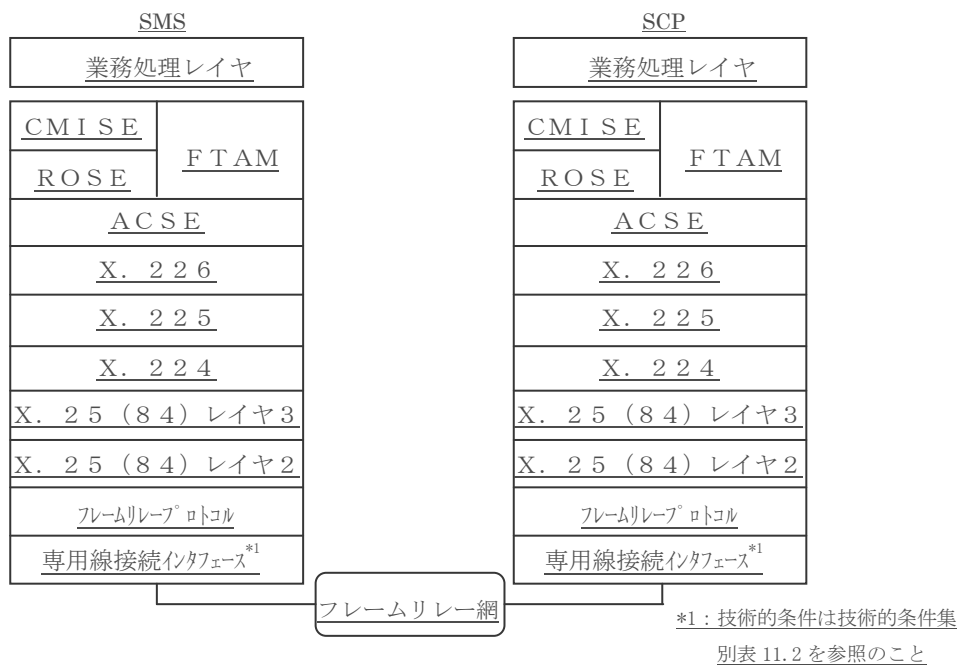 SMS
業務処理レイヤ
CMISE
ROSE
FTAM
ACSE
X.226
X.225
X.224
X.25(84)レイヤ3
X.25(84)レイヤ2
フレームリレープロトコル
専用線接続インタフェース*1
SCP
業務処理レイヤ
CMISE
ROSE
FTAM
ACSE
X.226
X.225
X.224
X.25(84)レイヤ3
X.25(84)レイヤ2
フレームリレープロトコル
専用線接続インタフェース*1
フレームリレー網
*1:技術的条件は技術的条件集
別表 11.2 を参照のこと